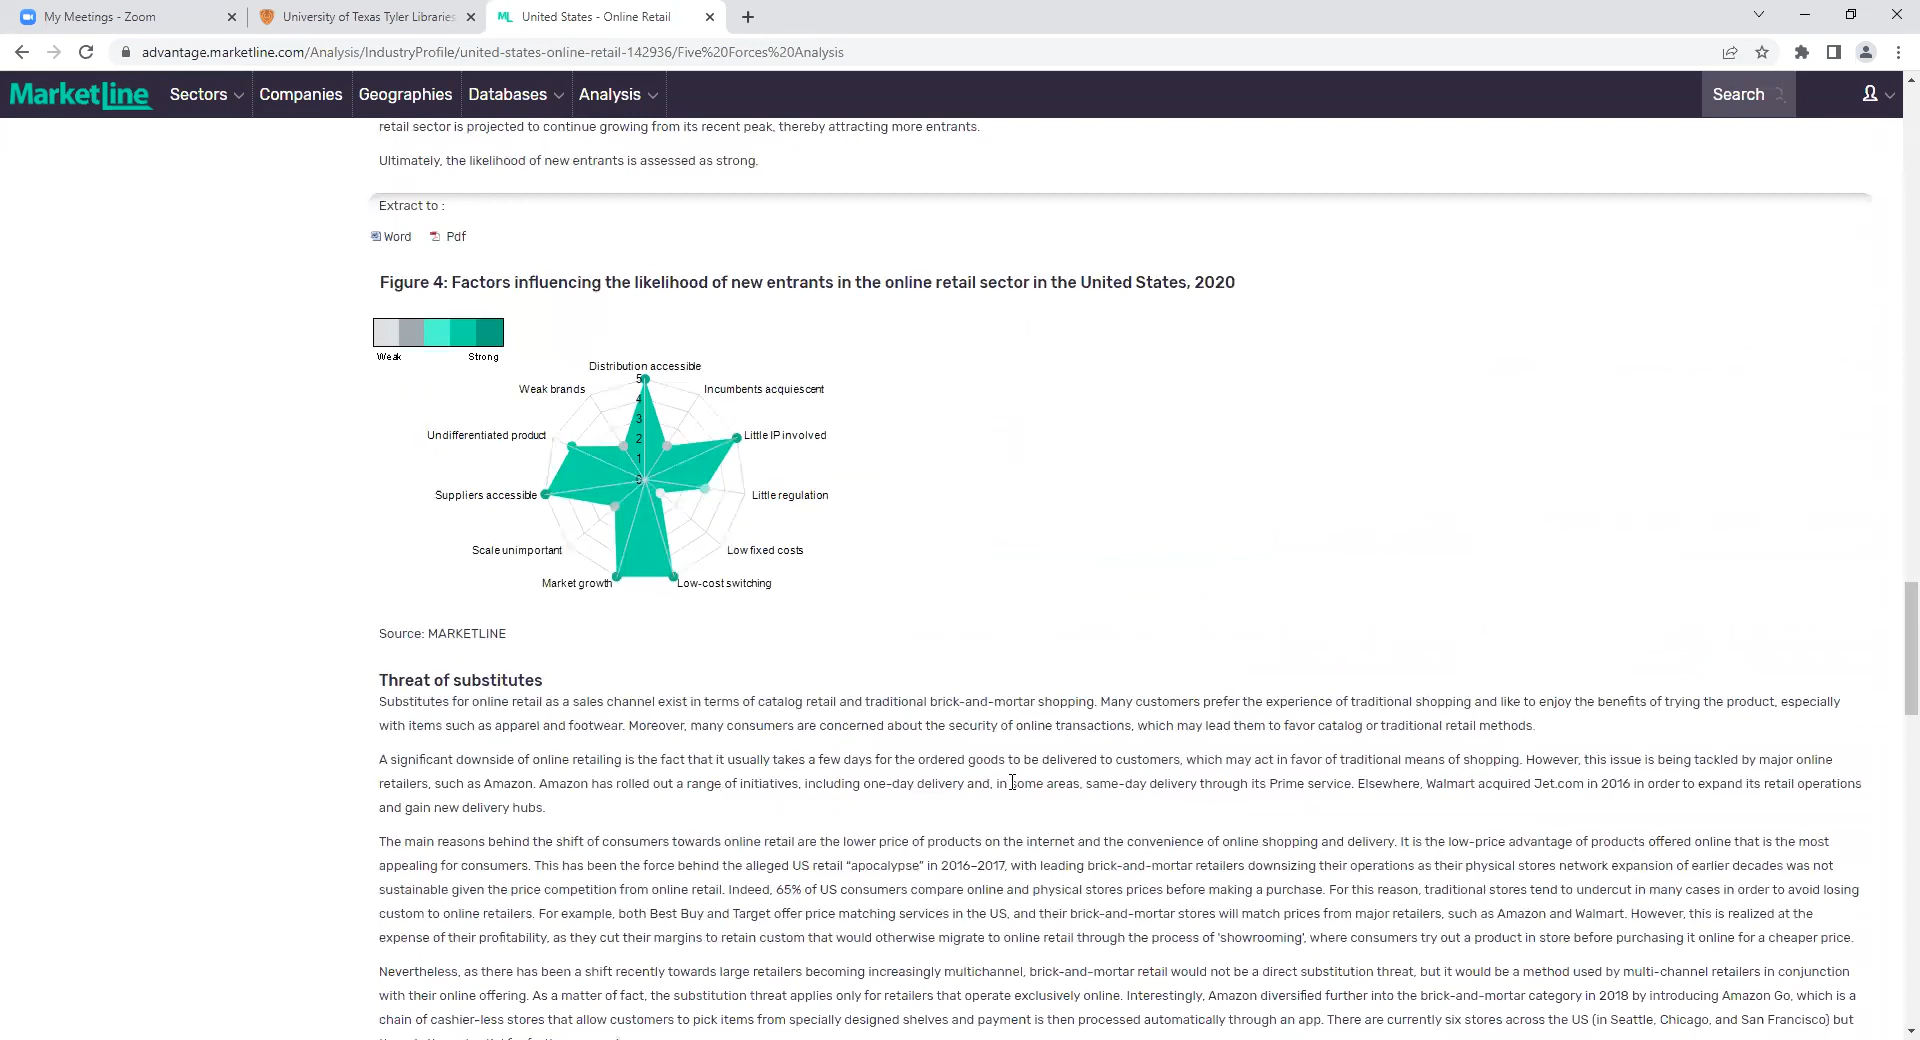 My Meetings - Zoom
University of Texas Tyler Libraries
United States - Online Retail
advantage.marketline.com/Analysis/IndustryProfile/united-states-online-retail-142936/Five%20Forces%20Analysis
MarketLine Sectors Companies Geographies Databases Analysis Search
retail sector is projected to continue growing from its recent peak, thereby attracting more entrants.
Ultimately, the likelihood of new entrants is assessed as strong.
Extract to :
Word Pdf
Figure 4: Factors influencing the likelihood of new entrants in the online retail sector in the United States, 2020
Weak Strong
Distribution accessible
Weak brands
5
Incumbents acquiescent
4
3
Undifferentiated product
2
Little IP involved
1
0
Suppliers accessible
Little regulation
Scale unimportant
Low fixed costs
Market growth
Low-cost switching
Source: MARKETLINE
Threat of substitutes
Substitutes for online retail as a sales channel exist in terms of catalog retail and traditional brick-and-mortar shopping. Many customers prefer the experience of traditional shopping and like to enjoy the benefits of trying the product, especially
with items such as apparel and footwear. Moreover, many consumers are concerned about the security of online transactions, which may lead them to favor catalog or traditional retail methods.
A significant downside of online retailing is the fact that it usually takes a few days for the ordered goods to be delivered to customers, which may act in favor of traditional means of shopping. However, this issue is being tackled by major online
retailers, such as Amazon. Amazon has rolled out a range of initiatives, including one-day delivery and, in some areas, same-day delivery through its Prime service. Elsewhere, Walmart acquired Jet.com in 2016 in order to expand its retail operations
and gain new delivery hubs.
The main reasons behind the shift of consumers towards online retail are the lower price of products on the internet and the convenience of online shopping and delivery. It is the low-price advantage of products offered online that is the most
appealing for consumers. This has been the force behind the alleged US retail “apocalypse” in 2016–2017, with leading brick-and-mortar retailers downsizing their operations as their physical stores network expansion of earlier decades was not
sustainable given the price competition from online retail. Indeed, 65% of US consumers compare online and physical stores prices before making a purchase. For this reason, traditional stores tend to undercut in many cases in order to avoid losing
custom to online retailers. For example, both Best Buy and Target offer price matching services in the US, and their brick-and-mortar stores will match prices from major retailers, such as Amazon and Walmart. However, this is realized at the
expense of their profitability, as they cut their margins to retain custom that would otherwise migrate to online retail through the process of 'showrooming', where consumers try out a product in store before purchasing it online for a cheaper price.
Nevertheless, as there has been a shift recently towards large retailers becoming increasingly multichannel, brick-and-mortar retail would not be a direct substitution threat, but it would be a method used by multi-channel retailers in conjunction
with their online offering. As a matter of fact, the substitution threat applies only for retailers that operate exclusively online. Interestingly, Amazon diversified further into the brick-and-mortar category in 2018 by introducing Amazon Go, which is a
chain of cashier-less stores that allow customers to pick items from specially designed shelves and payment is then processed automatically through an app. There are currently six stores across the US (in Seattle, Chicago, and San Francisco) but